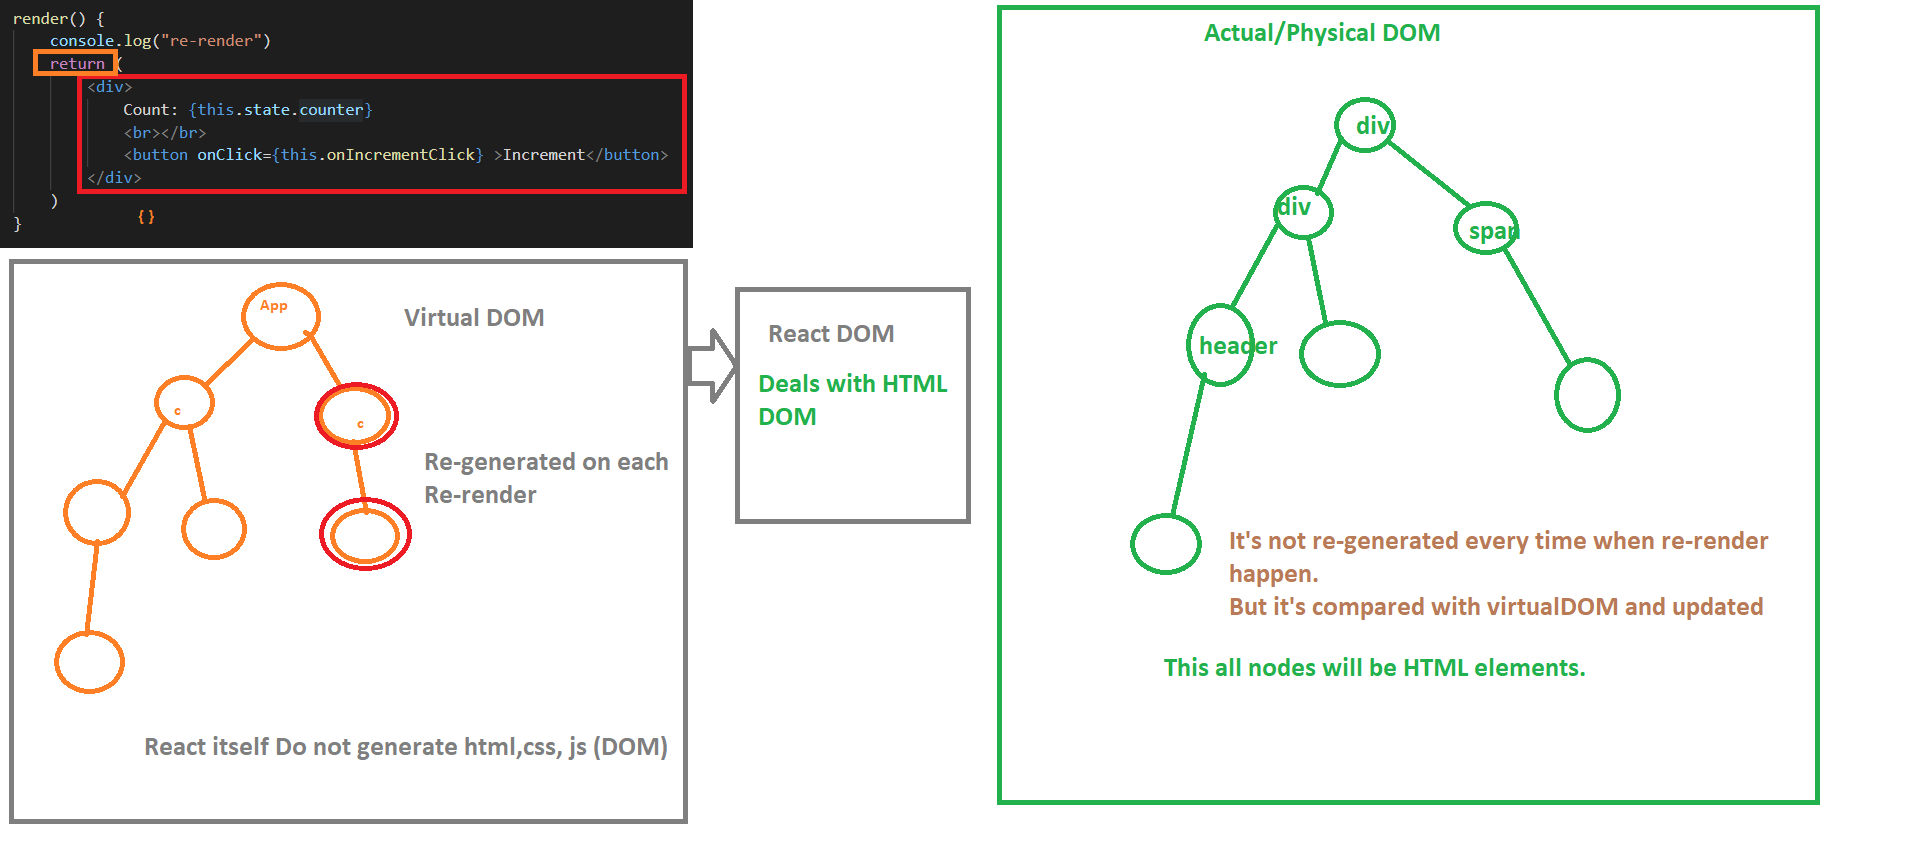 render() {
console.log("re-render")
return (
<div>
Count: {this.state.counter}
<br></br>
<button onClick={this.onIncrementClick} >Increment</button>
</div>
)
}
{}
App
Virtual DOM
c
c
Re-generated on each
Re-render
React itself Do not generate html,css, js (DOM)
React DOM
Deals with HTML
DOM
Actual/Physical DOM
div
div
span
header
It's not re-generated every time when re-render
happen.
But it's compared with virtualDOM and updated
This all nodes will be HTML elements.